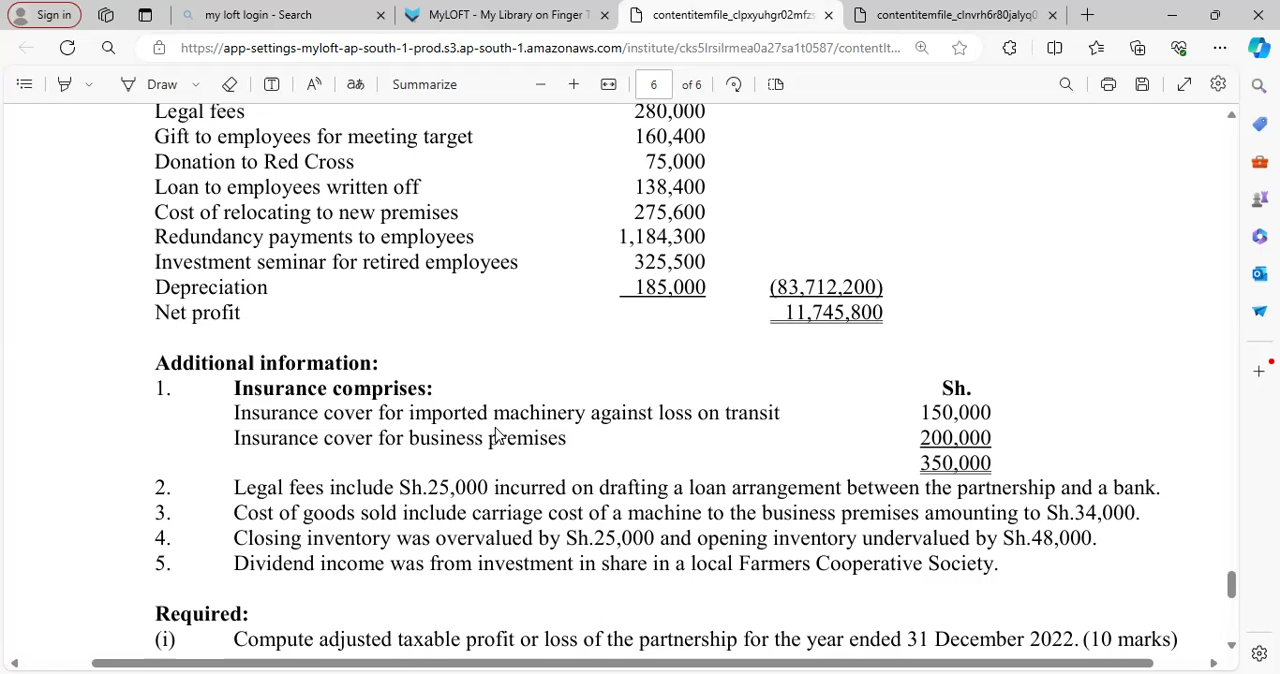 Sign in
my loft login - Search
MyLOFT - My Library on Finger T
contentitemfile_clpxyuhgr02mfzs
contentitemfile_clnvrh6r80jalyq0
https://app-settings-myloft-ap-south-1-prod.s3.ap-south-1.amazonaws.com/institute/cks5lrsilrmea0a27sa1t0587/contentIt...
Draw
Summarize
6 of 6
Legal fees 280,000
Gift to employees for meeting target 160,400
Donation to Red Cross 75,000
Loan to employees written off 138,400
Cost of relocating to new premises 275,600
Redundancy payments to employees 1,184,300
Investment seminar for retired employees 325,500
Depreciation 185,000 (83,712,200)
Net profit 11,745,800
Additional information:
1. Insurance comprises: Sh.
Insurance cover for imported machinery against loss on transit 150,000
Insurance cover for business premises 200,000
350,000
2. Legal fees include Sh.25,000 incurred on drafting a loan arrangement between the partnership and a bank.
3. Cost of goods sold include carriage cost of a machine to the business premises amounting to Sh.34,000.
4. Closing inventory was overvalued by Sh.25,000 and opening inventory undervalued by Sh.48,000.
5. Dividend income was from investment in share in a local Farmers Cooperative Society.
Required:
(i) Compute adjusted taxable profit or loss of the partnership for the year ended 31 December 2022. (10 marks)